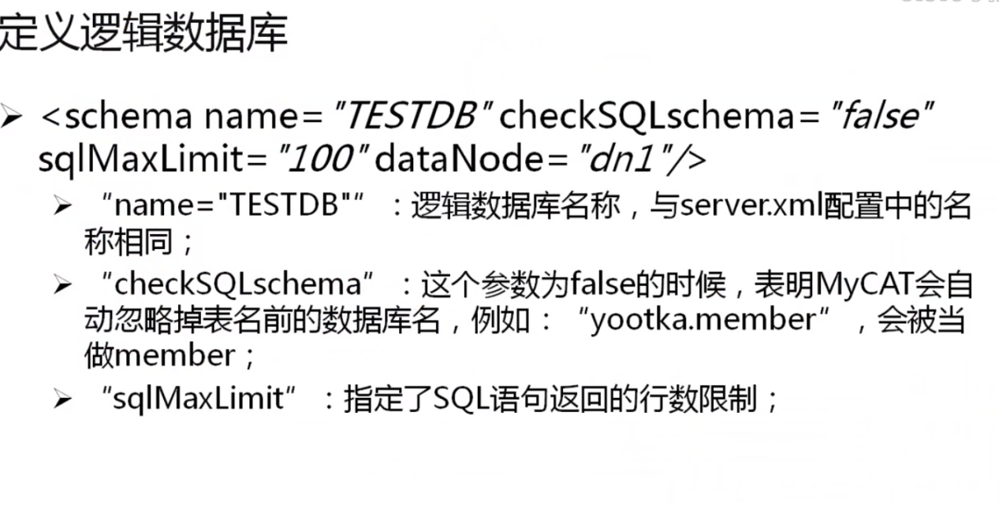 定义逻辑数据库
➢ <schema name="TESTDB" checkSQLschema="false"
sqlMaxLimit="100" dataNode="dn1"/>
➢ “name="TESTDB"”：逻辑数据库名称，与server.xml配置中的名
称相同；
➢ “checkSQLschema”：这个参数为false的时候，表明MyCAT会自
动忽略掉表名前的数据库名，例如：“yootka.member”，会被当
做member；
➢ “sqlMaxLimit”：指定了SQL语句返回的行数限制；